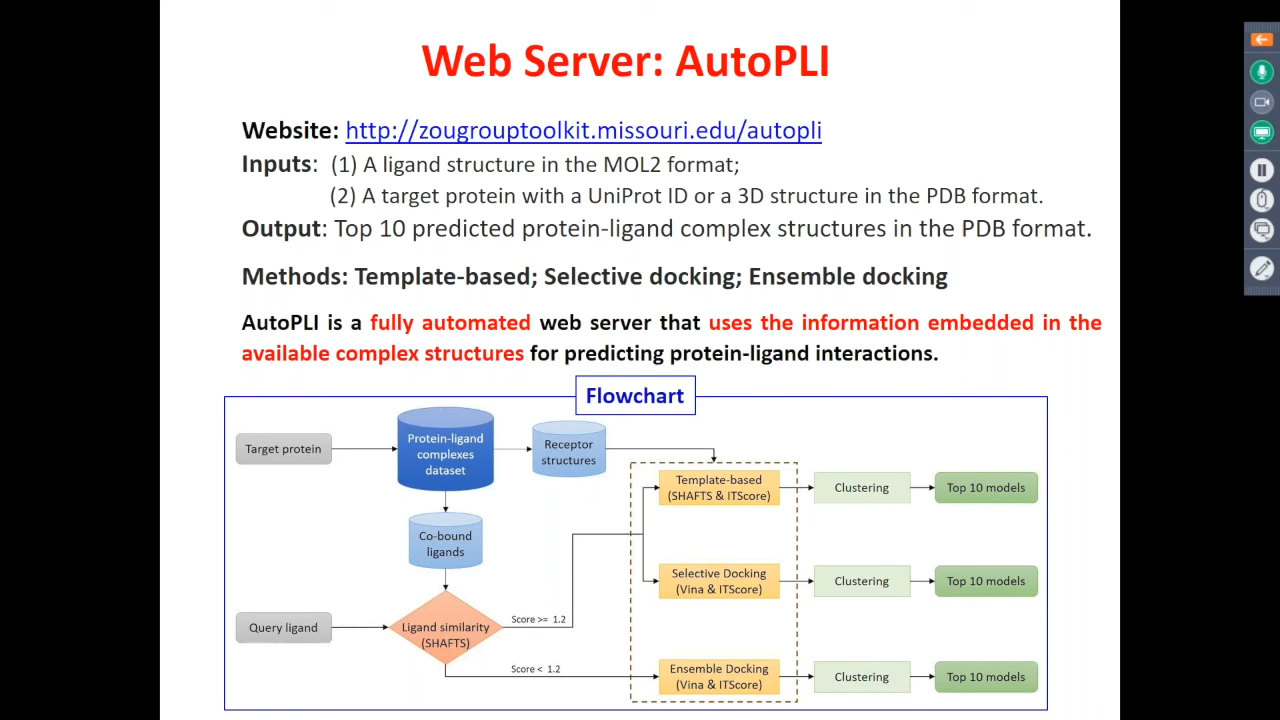 Web Server: AutoPLI
Website: http://zougrouptoolkit.missouri.edu/autopli
Inputs: (1) A ligand structure in the MOL2 format;
(2) A target protein with a UniProt ID or a 3D structure in the PDB format.
Output: Top 10 predicted protein-ligand complex structures in the PDB format.
Methods: Template-based; Selective docking; Ensemble docking
AutoPLI is a fully automated web server that uses the information embedded in the
available complex structures for predicting protein-ligand interactions.
Flowchart
Target protein
Protein-ligand
complexes
dataset
Receptor
structures
Template-based
(SHAFTS & ITScore)
Clustering
Top 10 models
Co-bound
ligands
Selective Docking
(Vina & ITScore)
Clustering
Top 10 models
Query ligand
Ligand similarity
(SHAFTS)
Score >= 1.2
Score < 1.2
Ensemble Docking
(Vina & ITScore)
Clustering
Top 10 models